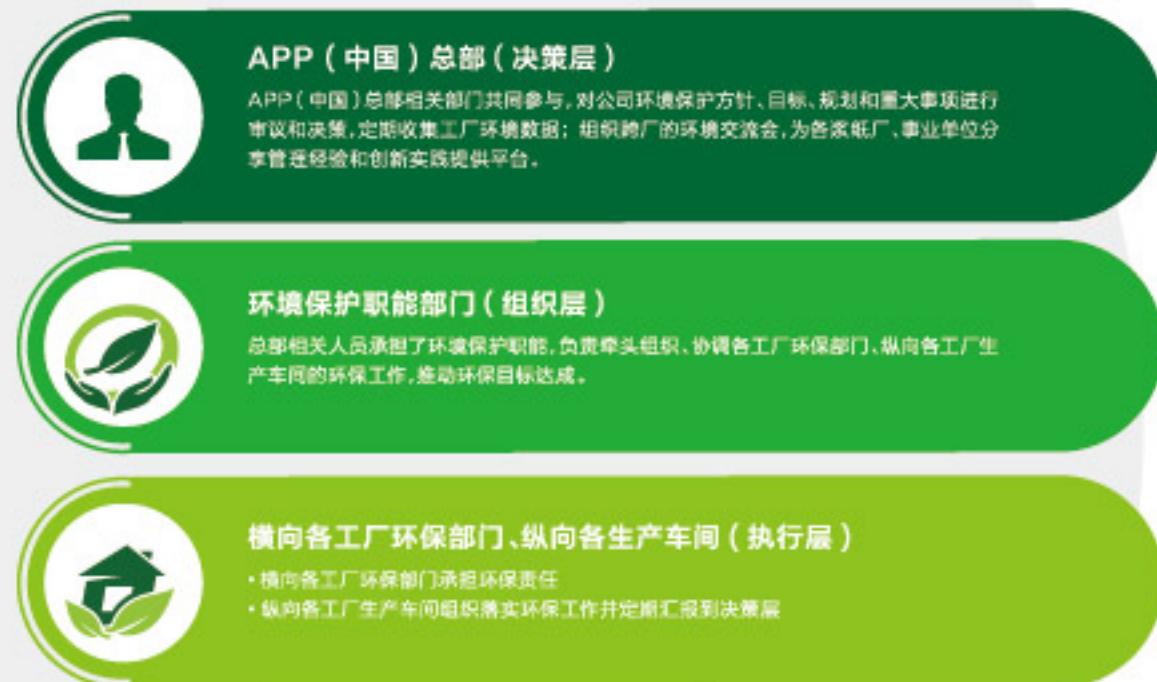 APP（中国）总部（决策层）
APP（中国）总部相关部门共同参与，对公司环境保护方针、目标、规划和重大事项进行
审议和决策，定期收集工厂环境数据；组织跨厂的环境交流会，为各浆纸厂、事业单位分
享管理经验和创新实践提供平台。
环境保护职能部门（组织层）
总部相关人员承担了环境保护职能，负责牵头组织、协调各工厂环保部门、纵向各工厂生
产车间的环保工作，推动环保目标达成。
横向各工厂环保部门、纵向各生产车间（执行层）
• 横向各工厂环保部门承担环保责任
• 纵向各工厂生产车间组织落实环保工作并定期汇报到决策层